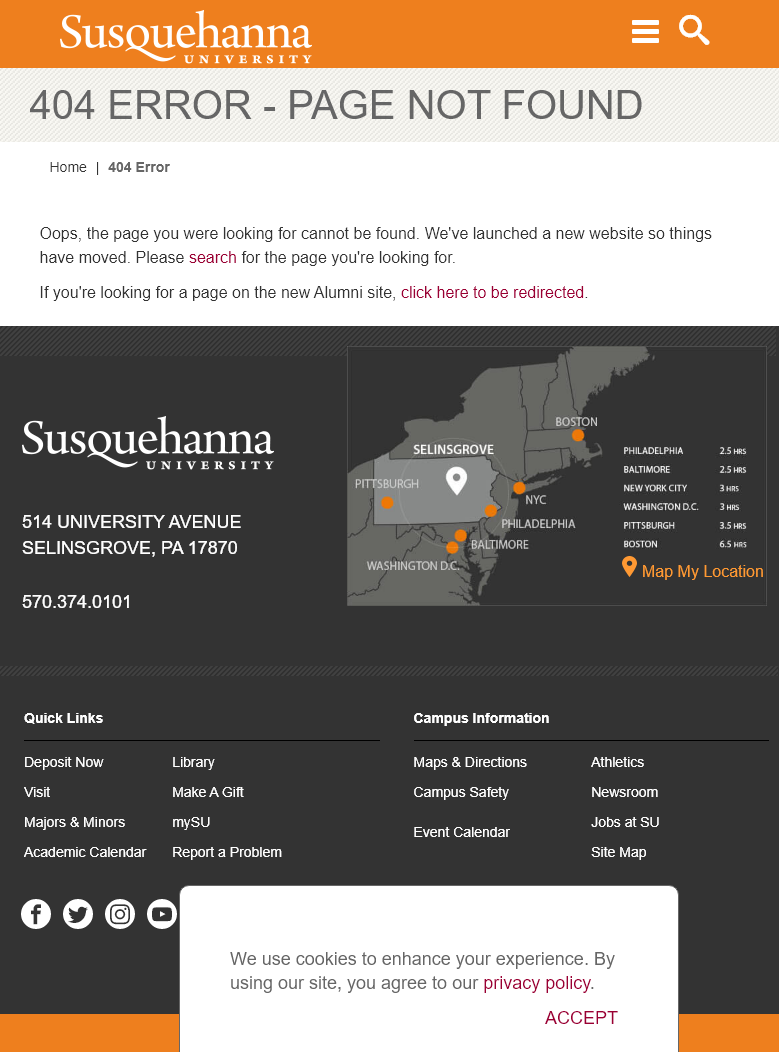 Susquehanna
UNIVERSITY
404 ERROR - PAGE NOT FOUND
Home | 404 Error
Oops, the page you were looking for cannot be found. We've launched a new website so things
have moved. Please search for the page you're looking for.
If you're looking for a page on the new Alumni site, click here to be redirected.
Susquehanna
UNIVERSITY
514 UNIVERSITY AVENUE
SELINSGROVE, PA 17870
570.374.0101
BOSTON
SELINSGROVE
PITTSBURGH
NYC
PHILADELPHIA
BALTIMORE
WASHINGTON D.C.
PHILADELPHIA 2.5 HRS
BALTIMORE 2.5 HRS
NEW YORK CITY 3 HRS
WASHINGTON D.C. 3 HRS
PITTSBURGH 3.5 HRS
BOSTON 6.5 HRS
Map My Location
Quick Links
Deposit Now Library
Visit Make A Gift
Majors & Minors mySU
Academic Calendar Report a Problem
Campus Information
Maps & Directions Athletics
Campus Safety Newsroom
Event Calendar Jobs at SU
Site Map
We use cookies to enhance your experience. By
using our site, you agree to our privacy policy.
ACCEPT